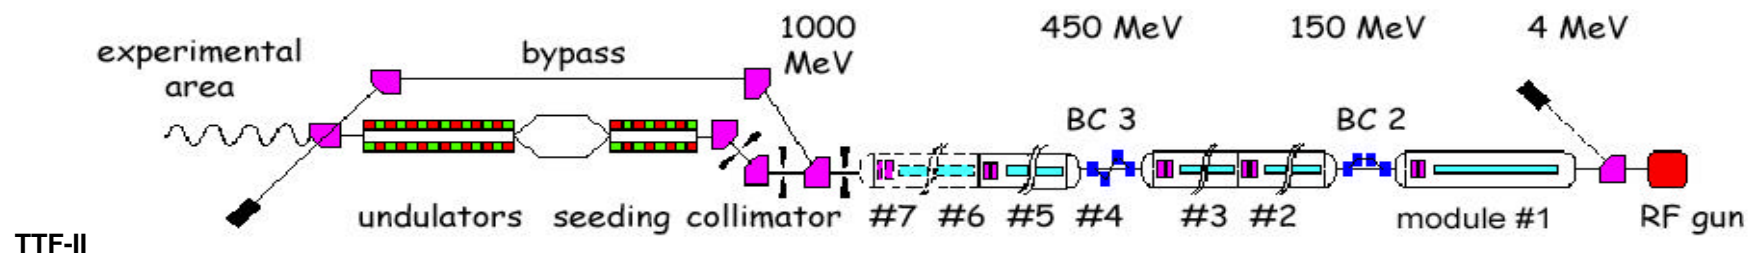 1000
MeV
450 MeV
150 MeV
4 MeV
experimental
area
bypass
BC 3
BC 2
undulators
seeding
collimator
#7
#6
#5
#4
#3
#2
module #1
RF gun
TTF-II